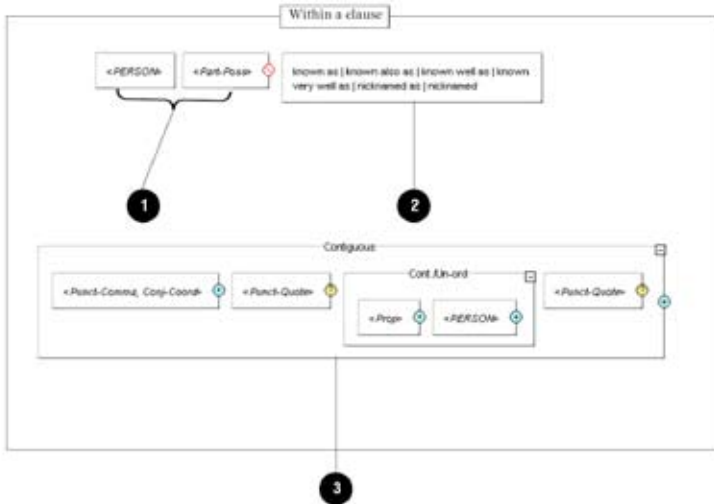 Within a clause
<PERSON> <Part-Poss> known as | known also as | known well as | known
very well as | nicknamed as | nicknamed
1 2
Contiguous
Cont./Un-ord
<Punct-Comma, Conj-Coord> <Punct-Quote> <Prop> <PERSON> <Punct-Quote>
3